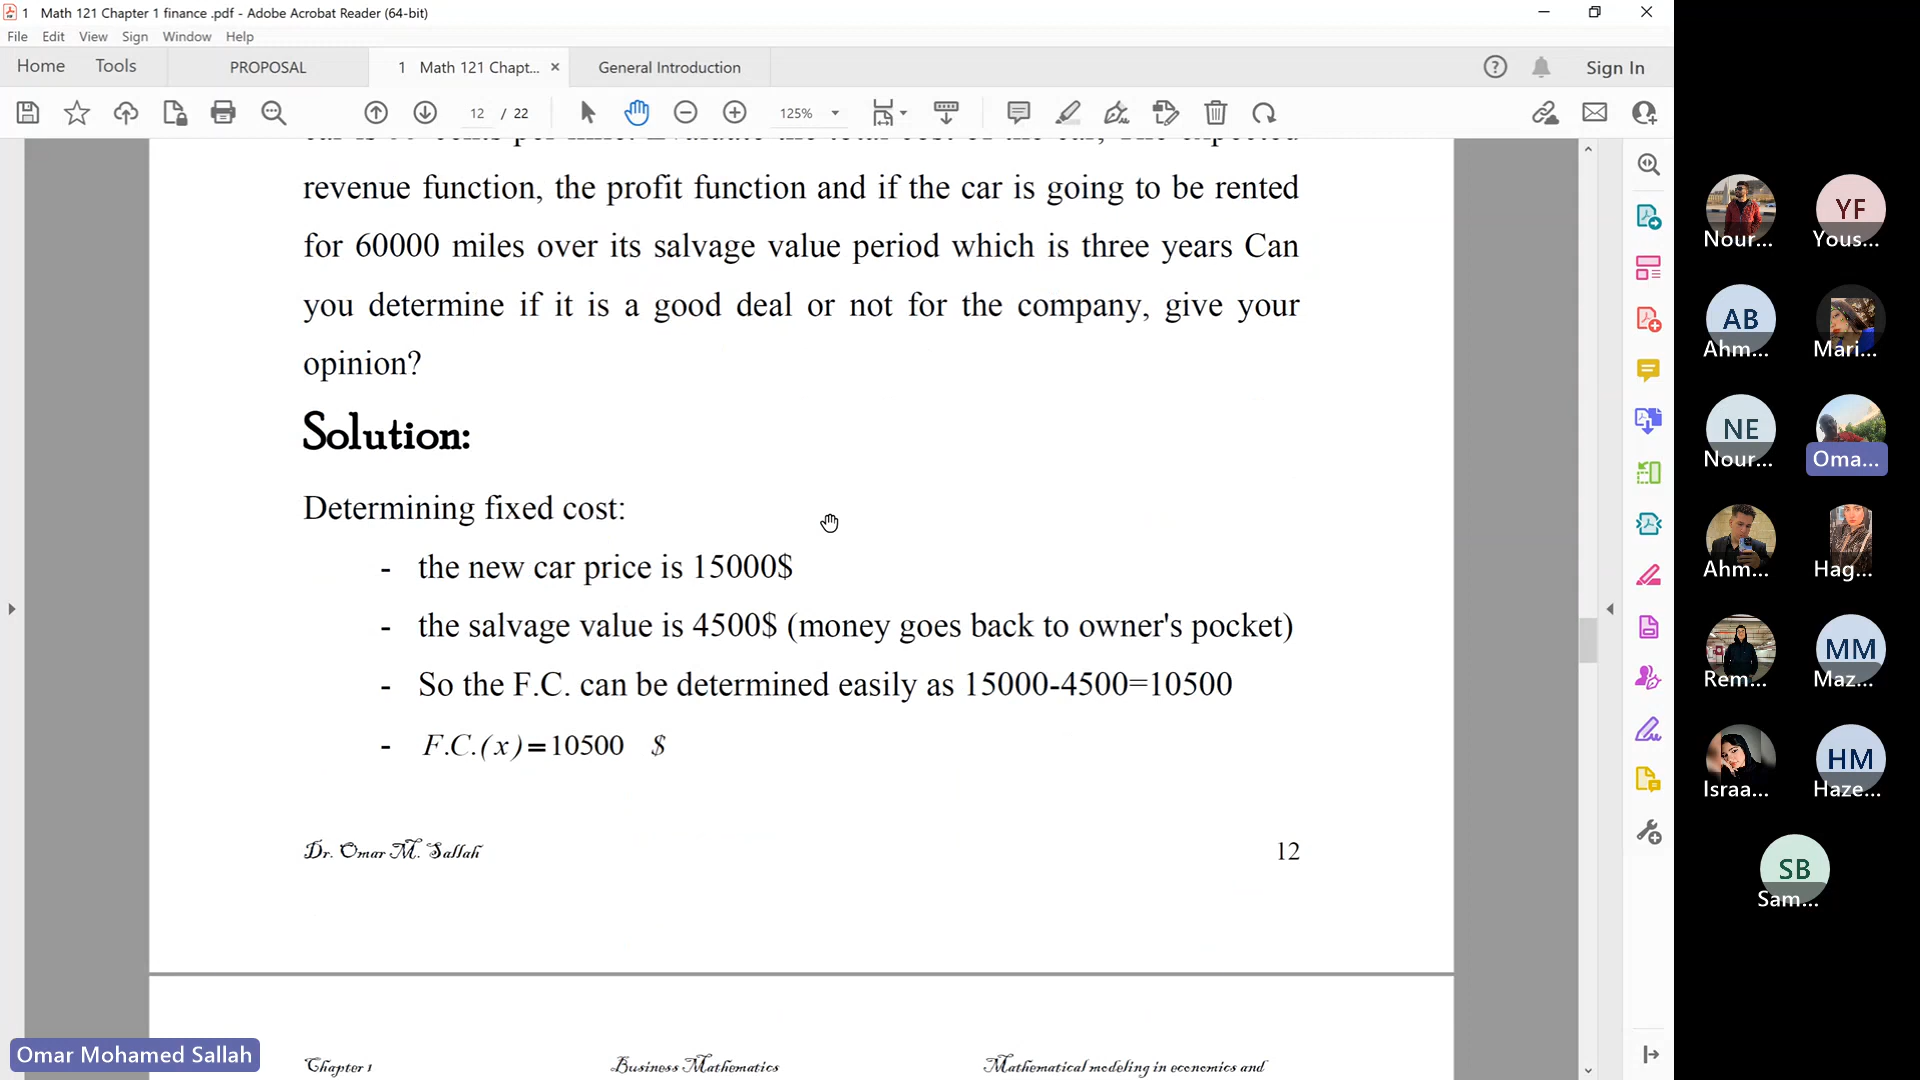 1 Math 121 Chapter 1 finance .pdf - Adobe Acrobat Reader (64-bit)
File Edit View Sign Window Help
Home Tools PROPOSAL 1 Math 121 Chapt... × General Introduction Sign In
12 / 22 125%
revenue function, the profit function and if the car is going to be rented
for 60000 miles over its salvage value period which is three years Can
you determine if it is a good deal or not for the company, give your
opinion?
Solution:
Determining fixed cost:
- the new car price is 15000$
- the salvage value is 4500$ (money goes back to owner's pocket)
- So the F.C. can be determined easily as 15000-4500=10500
- F.C.(x)=10500 $
Dr. Omar M. Sallah 12
Chapter 1 Business Mathematics Mathematical modeling in economics and
Omar Mohamed Sallah
YF
Nour... Yous...
AB
Ahm... Mari...
NE
Nour... Oma...
Ahm... Hag...
MM
Rem... Maz...
HM
Israa... Haze...
SB
Sam...